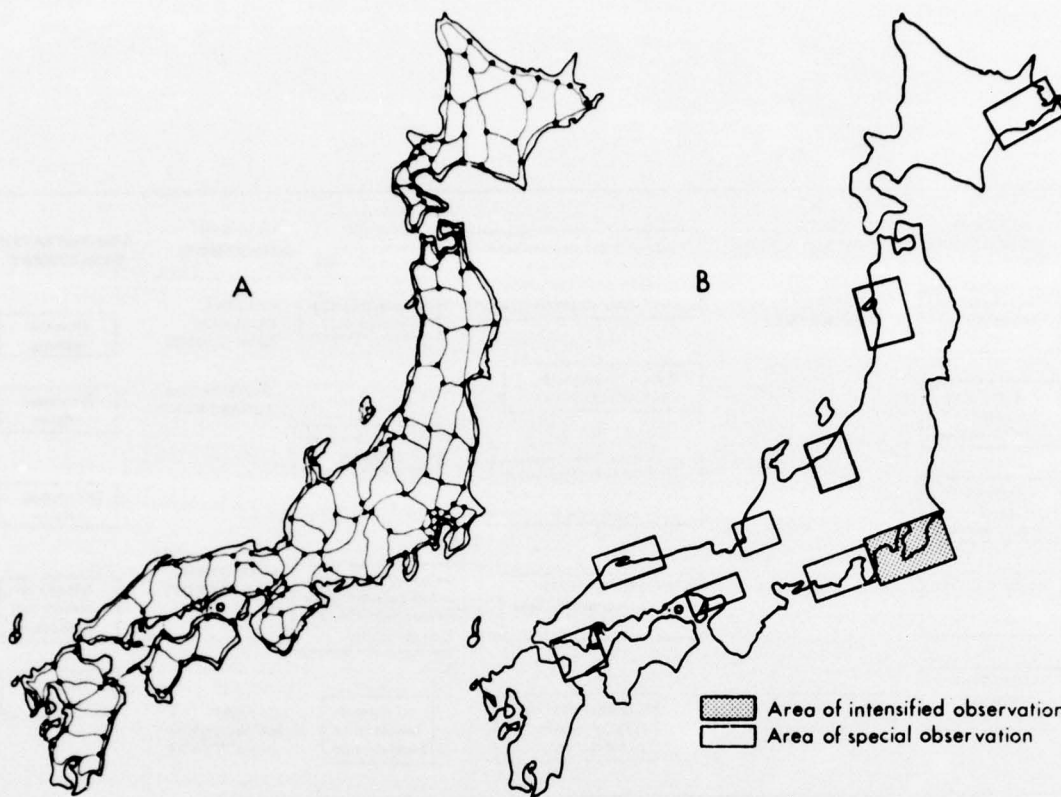 A
B
Area of intensified observation
Area of special observation